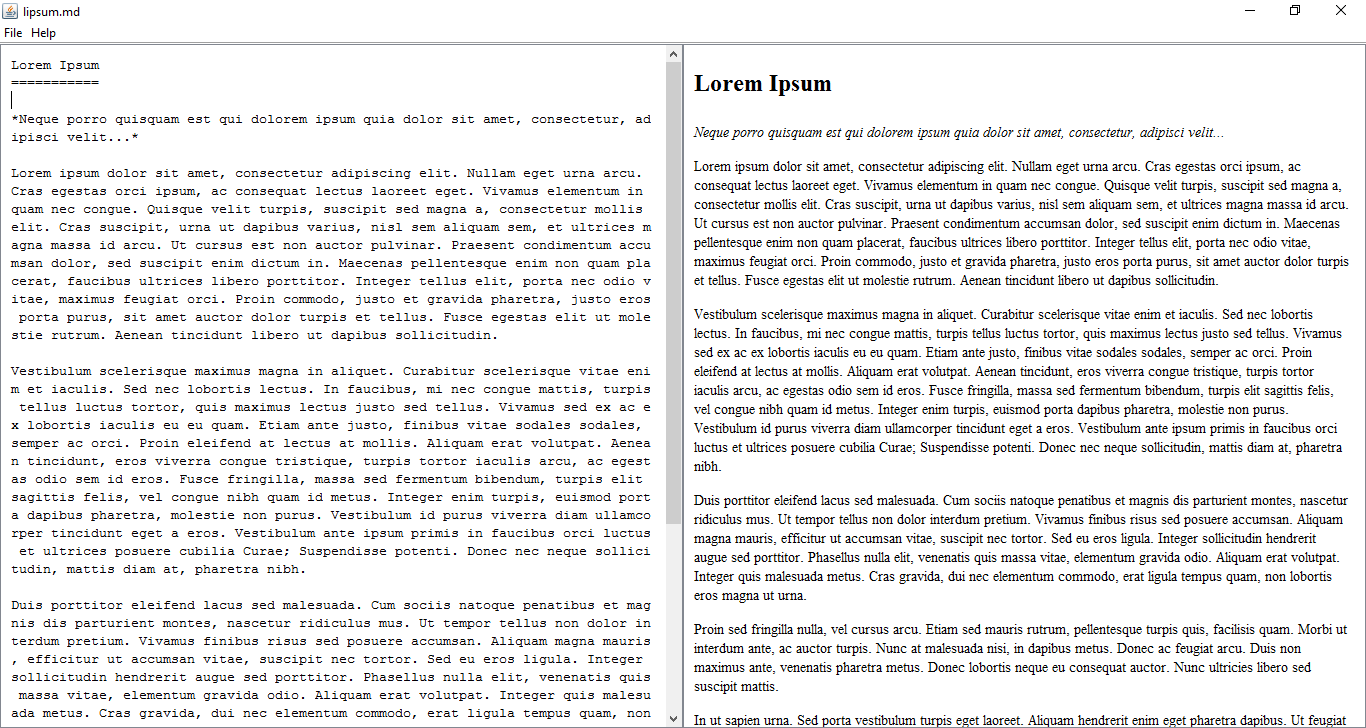 lipsum.md
File Help
Lorem Ipsum
===========
*Neque porro quisquam est qui dolorem ipsum quia dolor sit amet, consectetur, ad
ipisci velit...*
Lorem ipsum dolor sit amet, consectetur adipiscing elit. Nullam eget urna arcu.
Cras egestas orci ipsum, ac consequat lectus laoreet eget. Vivamus elementum in
quam nec congue. Quisque velit turpis, suscipit sed magna a, consectetur mollis
elit. Cras suscipit, urna ut dapibus varius, nisl sem aliquam sem, et ultrices m
agna massa id arcu. Ut cursus est non auctor pulvinar. Praesent condimentum accu
msan dolor, sed suscipit enim dictum in. Maecenas pellentesque enim non quam pla
cerat, faucibus ultrices libero porttitor. Integer tellus elit, porta nec odio v
itae, maximus feugiat orci. Proin commodo, justo et gravida pharetra, justo eros
porta purus, sit amet auctor dolor turpis et tellus. Fusce egestas elit ut mole
stie rutrum. Aenean tincidunt libero ut dapibus sollicitudin.
Vestibulum scelerisque maximus magna in aliquet. Curabitur scelerisque vitae eni
m et iaculis. Sed nec lobortis lectus. In faucibus, mi nec congue mattis, turpis
tellus luctus tortor, quis maximus lectus justo sed tellus. Vivamus sed ex ac e
x lobortis iaculis eu eu quam. Etiam ante justo, finibus vitae sodales sodales,
semper ac orci. Proin eleifend at lectus at mollis. Aliquam erat volutpat. Aenea
n tincidunt, eros viverra congue tristique, turpis tortor iaculis arcu, ac egest
as odio sem id eros. Fusce fringilla, massa sed fermentum bibendum, turpis elit
sagittis felis, vel congue nibh quam id metus. Integer enim turpis, euismod port
a dapibus pharetra, molestie non purus. Vestibulum id purus viverra diam ullamco
rper tincidunt eget a eros. Vestibulum ante ipsum primis in faucibus orci luctus
et ultrices posuere cubilia Curae; Suspendisse potenti. Donec nec neque sollici
tudin, mattis diam at, pharetra nibh.
Duis porttitor eleifend lacus sed malesuada. Cum sociis natoque penatibus et mag
nis dis parturient montes, nascetur ridiculus mus. Ut tempor tellus non dolor in
terdum pretium. Vivamus finibus risus sed posuere accumsan. Aliquam magna mauris
, efficitur ut accumsan vitae, suscipit nec tortor. Sed eu eros ligula. Integer
sollicitudin hendrerit augue sed porttitor. Phasellus nulla elit, venenatis quis
massa vitae, elementum gravida odio. Aliquam erat volutpat. Integer quis malesu
ada metus. Cras gravida, dui nec elementum commodo, erat ligula tempus quam, non
Lorem Ipsum
Neque porro quisquam est qui dolorem ipsum quia dolor sit amet, consectetur, adipisci velit...
Lorem ipsum dolor sit amet, consectetur adipiscing elit. Nullam eget urna arcu. Cras egestas orci ipsum, ac
consequat lectus laoreet eget. Vivamus elementum in quam nec congue. Quisque velit turpis, suscipit sed magna a,
consectetur mollis elit. Cras suscipit, urna ut dapibus varius, nisl sem aliquam sem, et ultrices magna massa id arcu.
Ut cursus est non auctor pulvinar. Praesent condimentum accumsan dolor, sed suscipit enim dictum in. Maecenas
pellentesque enim non quam placerat, faucibus ultrices libero porttitor. Integer tellus elit, porta nec odio vitae,
maximus feugiat orci. Proin commodo, justo et gravida pharetra, justo eros porta purus, sit amet auctor dolor turpis
et tellus. Fusce egestas elit ut molestie rutrum. Aenean tincidunt libero ut dapibus sollicitudin.
Vestibulum scelerisque maximus magna in aliquet. Curabitur scelerisque vitae enim et iaculis. Sed nec lobortis
lectus. In faucibus, mi nec congue mattis, turpis tellus luctus tortor, quis maximus lectus justo sed tellus. Vivamus
sed ex ac ex lobortis iaculis eu eu quam. Etiam ante justo, finibus vitae sodales sodales, semper ac orci. Proin
eleifend at lectus at mollis. Aliquam erat volutpat. Aenean tincidunt, eros viverra congue tristique, turpis tortor
iaculis arcu, ac egestas odio sem id eros. Fusce fringilla, massa sed fermentum bibendum, turpis elit sagittis felis,
vel congue nibh quam id metus. Integer enim turpis, euismod porta dapibus pharetra, molestie non purus.
Vestibulum id purus viverra diam ullamcorper tincidunt eget a eros. Vestibulum ante ipsum primis in faucibus orci
luctus et ultrices posuere cubilia Curae; Suspendisse potenti. Donec nec neque sollicitudin, mattis diam at, pharetra
nibh.
Duis porttitor eleifend lacus sed malesuada. Cum sociis natoque penatibus et magnis dis parturient montes, nascetur
ridiculus mus. Ut tempor tellus non dolor interdum pretium. Vivamus finibus risus sed posuere accumsan. Aliquam
magna mauris, efficitur ut accumsan vitae, suscipit nec tortor. Sed eu eros ligula. Integer sollicitudin hendrerit
augue sed porttitor. Phasellus nulla elit, venenatis quis massa vitae, elementum gravida odio. Aliquam erat volutpat.
Integer quis malesuada metus. Cras gravida, dui nec elementum commodo, erat ligula tempus quam, non lobortis
eros magna ut urna.
Proin sed fringilla nulla, vel cursus arcu. Etiam sed mauris rutrum, pellentesque turpis quis, facilisis quam. Morbi ut
interdum ante, ac auctor turpis. Nunc at malesuada nisi, in dapibus metus. Donec ac feugiat arcu. Duis non
maximus ante, venenatis pharetra metus. Donec lobortis neque eu consequat auctor. Nunc ultricies libero sed
suscipit mattis.
In ut sapien urna. Sed porta vestibulum turpis eget laoreet. Aliquam hendrerit enim eget pharetra dapibus. Ut feugiat